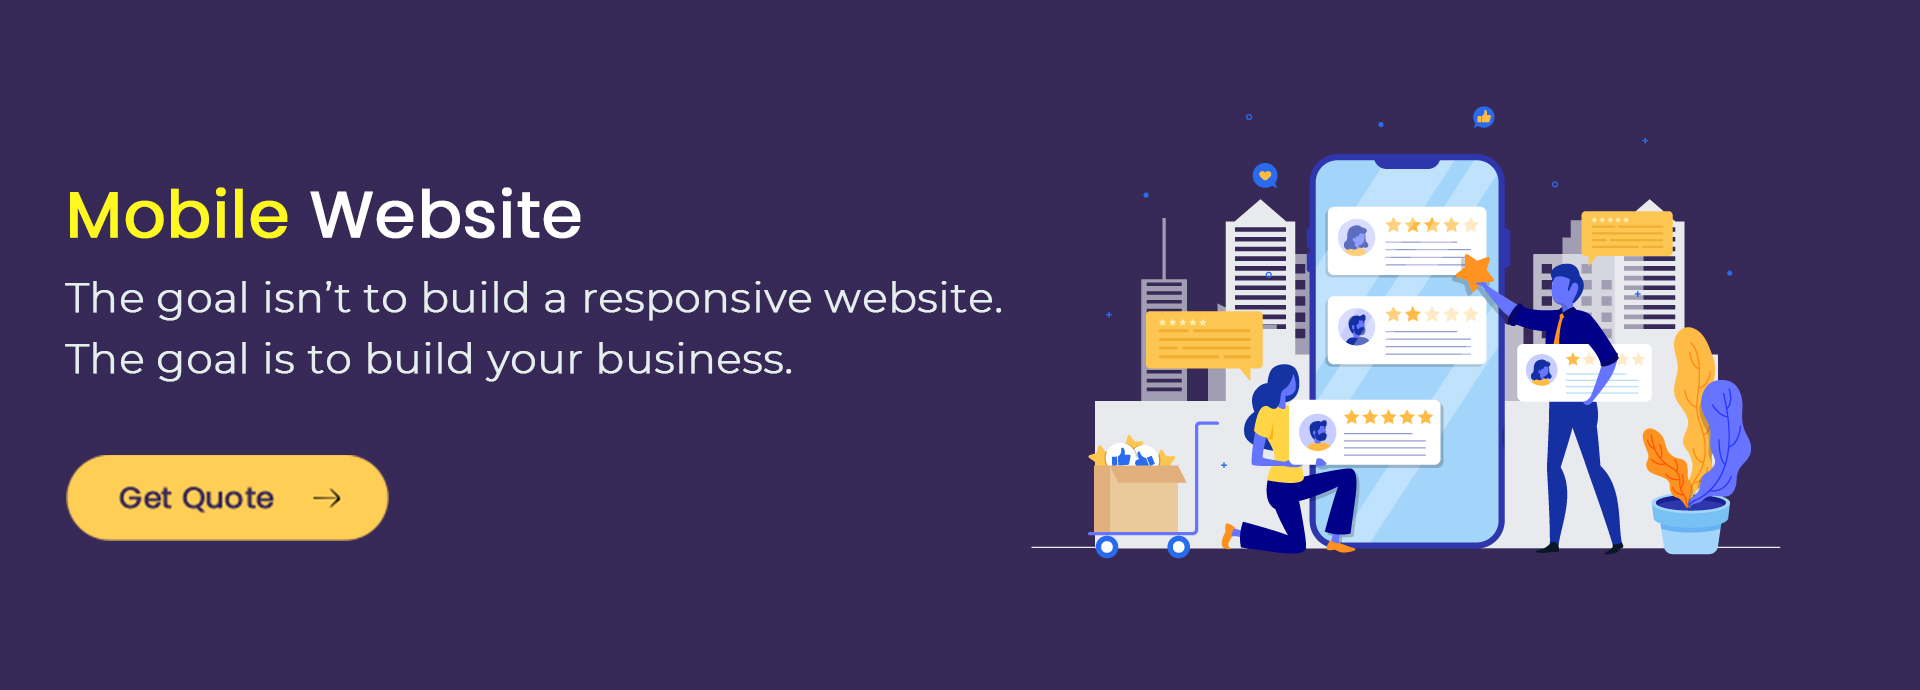 Mobile Website
The goal isn’t to build a responsive website.
The goal is to build your business.
Get Quote